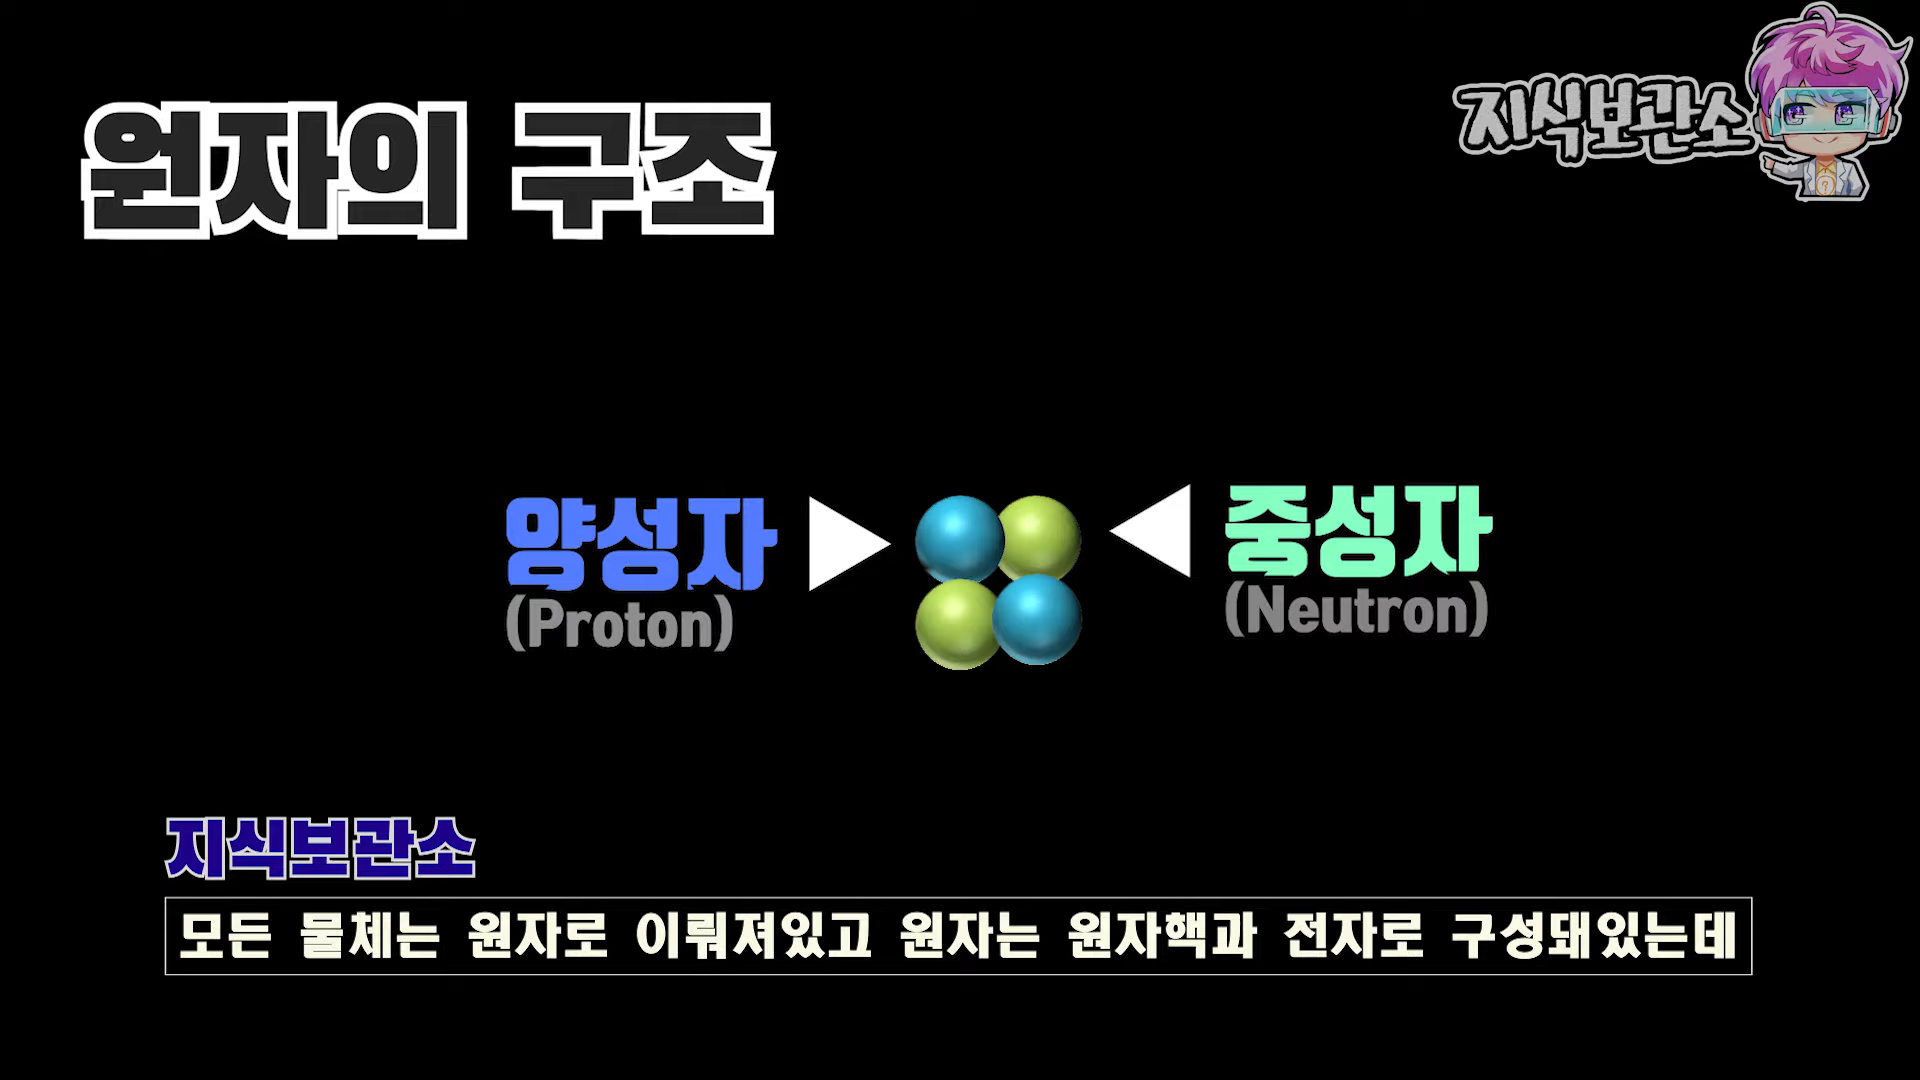 원자의 구조
지식보관소
양성자
(Proton)
중성자
(Neutron)
지식보관소
모든 물체는 원자로 이뤄져있고 원자는 원자핵과 전자로 구성돼있는데